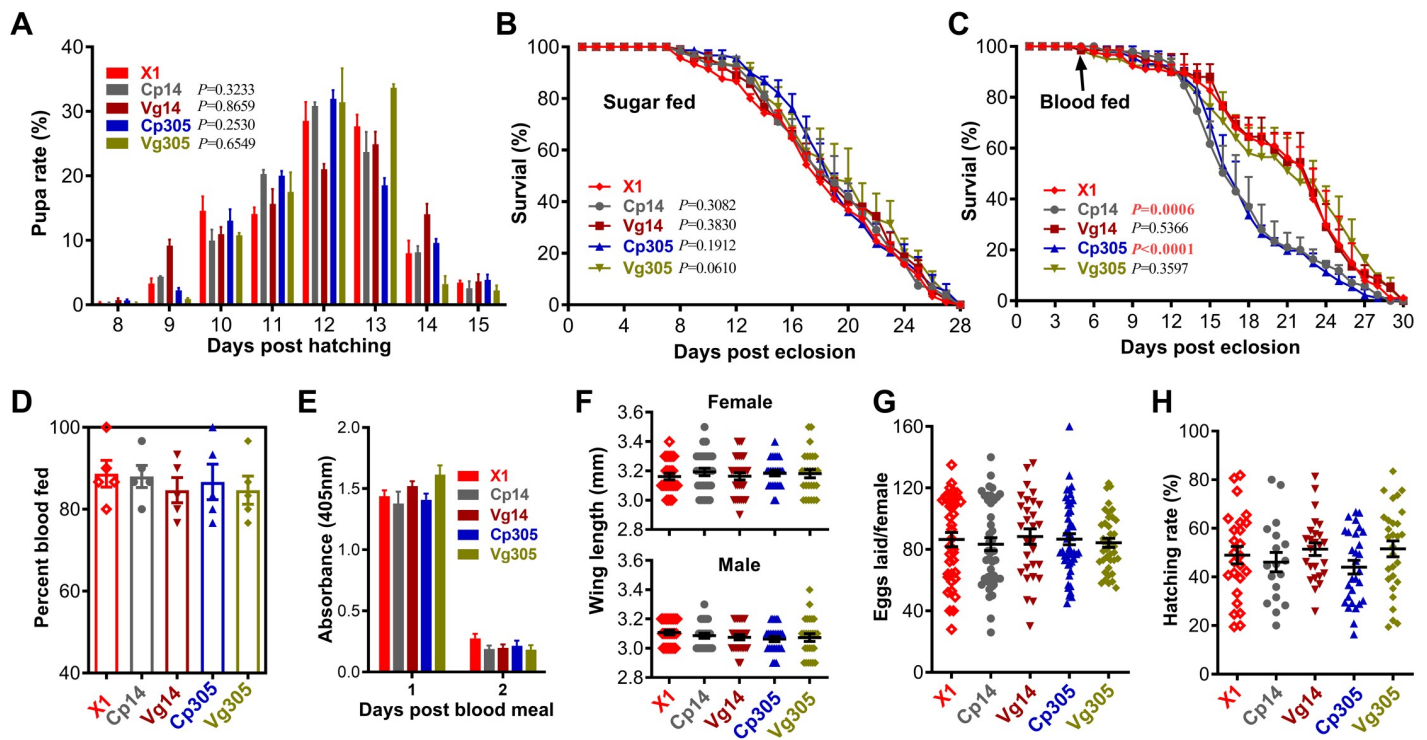 A
Pupa rate (%)
40
30
20
10
0
X1
Cp14 P=0.3233
Vg14 P=0.8659
Cp305 P=0.2530
Vg305 P=0.6549
8 9 10 11 12 13 14 15
Days post hatching
B
Survial (%)
100
80
60
40
20
0
Sugar fed
X1
Cp14 P=0.3082
Vg14 P=0.3830
Cp305 P=0.1912
Vg305 P=0.0610
0 4 8 12 16 20 24 28
Days post eclosion
C
Survial (%)
100
80
60
40
20
0
Blood fed
X1
Cp14 P=0.0006
Vg14 P=0.5366
Cp305 P<0.0001
Vg305 P=0.3597
0 3 6 9 12 15 18 21 24 27 30
Days post eclosion
D
Percent blood fed
100
80
60
40
X1 Cp14 Vg14 Cp305 Vg305
E
Absorbance (405nm)
2.0
1.5
1.0
0.5
0.0
X1
Cp14
Vg14
Cp305
Vg305
1 2
Days post blood meal
F
Wing length (mm)
Female
3.6
3.4
3.2
3.0
2.8
Male
3.6
3.4
3.2
3.0
2.8
X1 Cp14 Vg14 Cp305 Vg305
G
Eggs laid/female
160
120
80
40
0
X1 Cp14 Vg14 Cp305 Vg305
H
Hatching rate (%)
100
80
60
40
20
0
X1 Cp14 Vg14 Cp305 Vg305